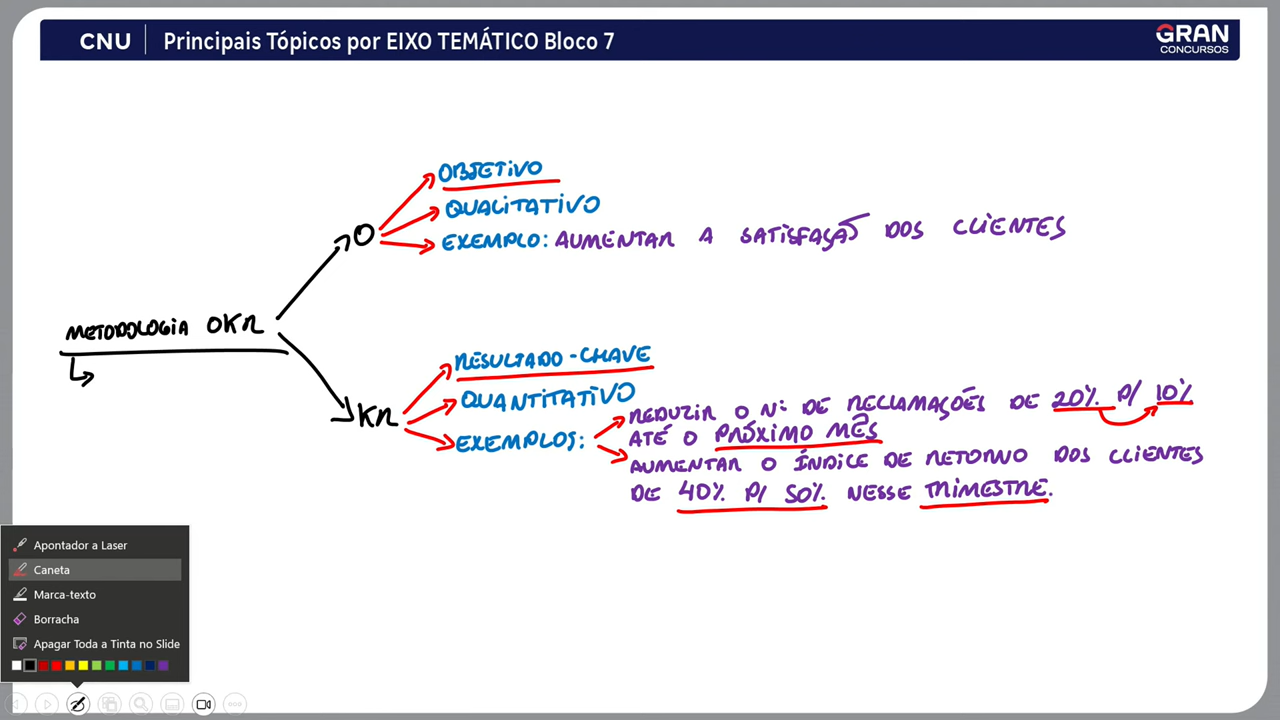 CNU
Principais Tópicos por EIXO TEMÁTICO Bloco 7
GRAN
CONCURSOS
OBJETIVO
QUALITATIVO
EXEMPLO: AUMENTAR A SATISFAÇÃO DOS CLIENTES
O
METODOLOGIA OKR
RESULTADO-CHAVE
QUANTITATIVO
KR
EXEMPLOS:
REDUZIR O Nº DE RECLAMAÇÕES DE 20% P/ 10%
ATÉ O PRÓXIMO MÊS
AUMENTAR O ÍNDICE DE RETORNO DOS CLIENTES
DE 40% P/ 50% NESSE TRIMESTRE.
Apontador a Laser
Caneta
Marca-texto
Borracha
Apagar Toda a Tinta no Slide